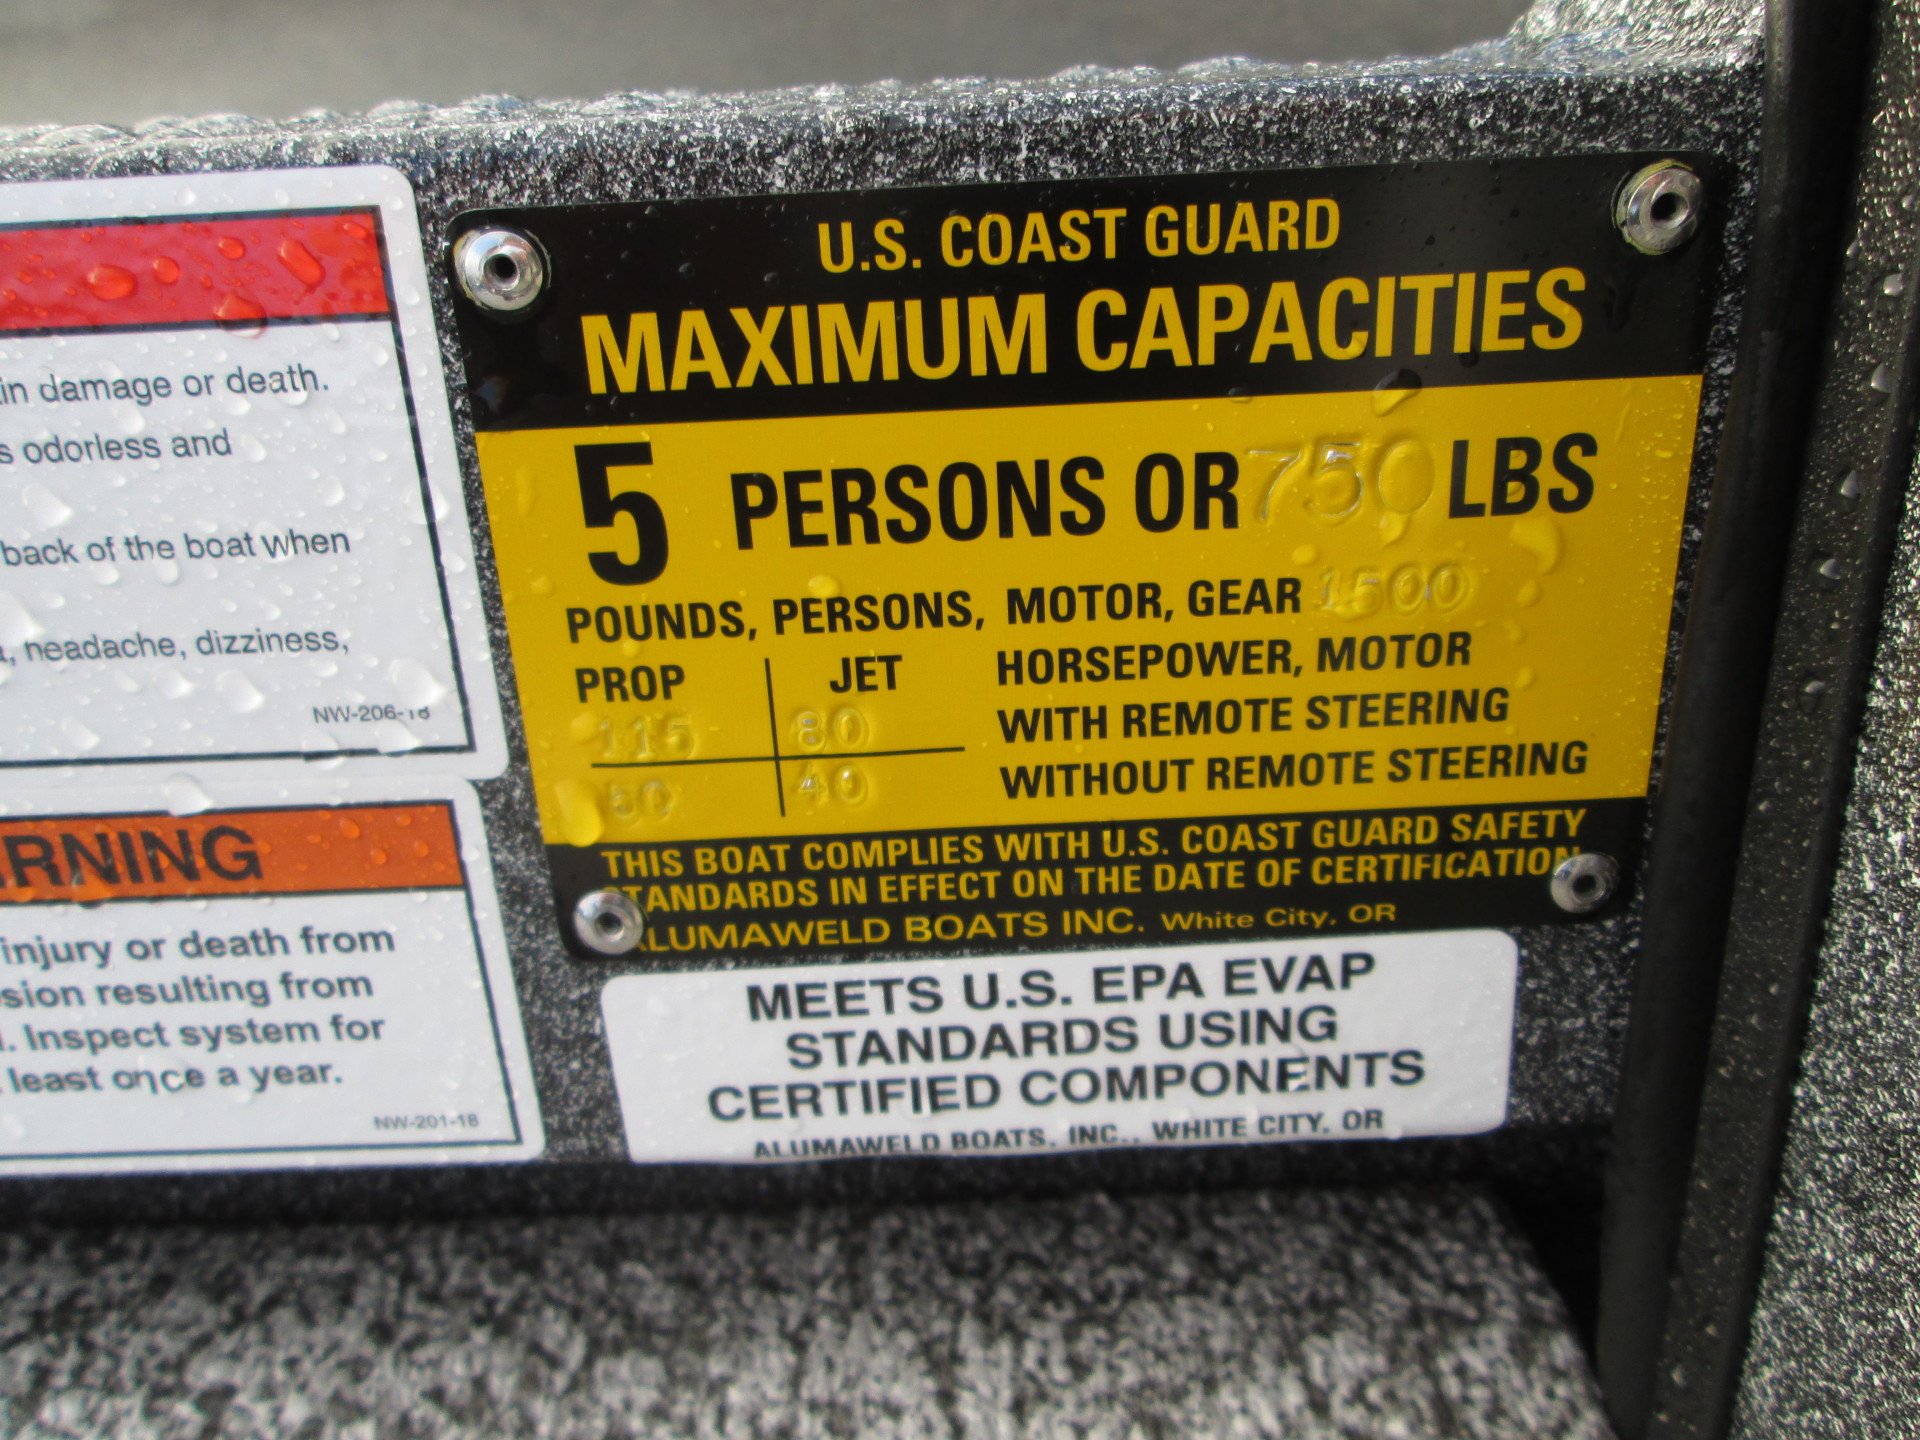 in damage or death.
s odorless and
back of the boat when
, headache, dizziness,
NW-206-18
RNING
injury or death from
sion resulting from
. Inspect system for
least once a year.
NW-201-18
U.S. COAST GUARD
MAXIMUM CAPACITIES
5 PERSONS OR 750 LBS
POUNDS, PERSONS, MOTOR, GEAR 1500
PROP JET HORSEPOWER, MOTOR
115 80 WITH REMOTE STEERING
50 40 WITHOUT REMOTE STEERING
THIS BOAT COMPLIES WITH U.S. COAST GUARD SAFETY
STANDARDS IN EFFECT ON THE DATE OF CERTIFICATION
ALUMAWELD BOATS INC. White City, OR
MEETS U.S. EPA EVAP
STANDARDS USING
CERTIFIED COMPONENTS
ALUMAWELD BOATS, INC., WHITE CITY, OR